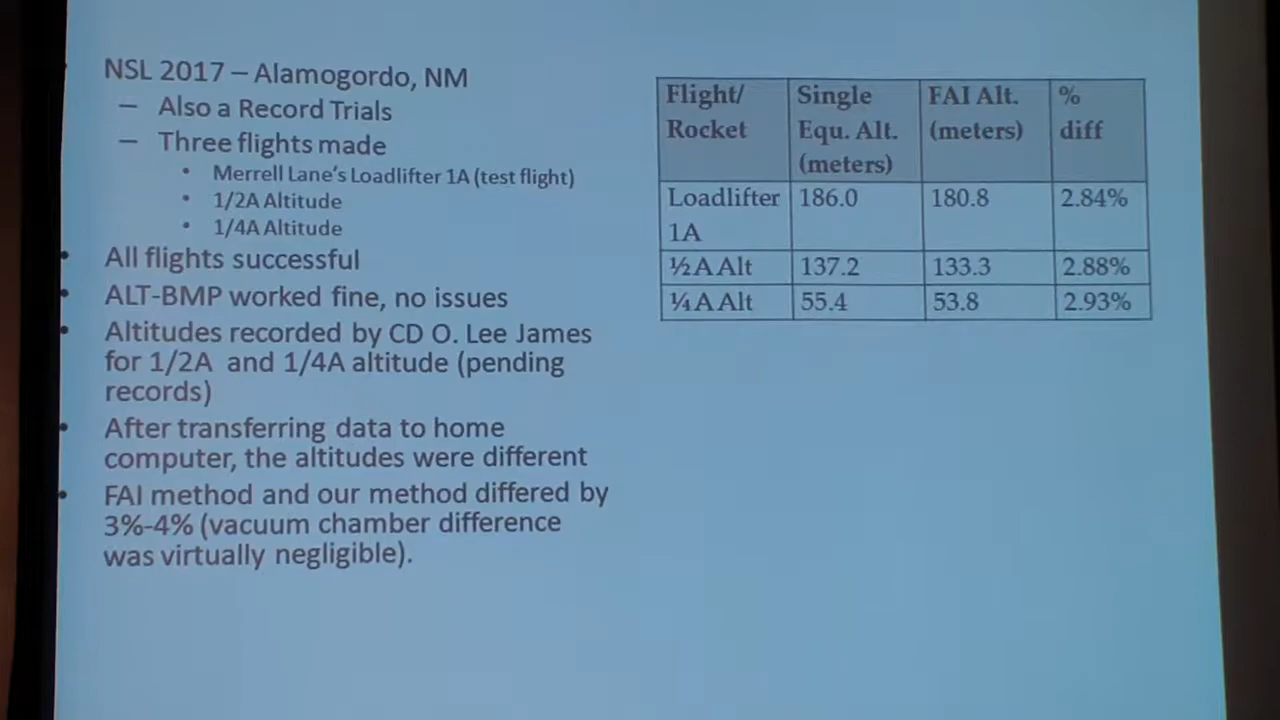 NSL 2017 – Alamogordo, NM
– Also a Record Trials
– Three flights made
• Merrell Lane's Loadlifter 1A (test flight)
• 1/2A Altitude
• 1/4A Altitude
• All flights successful
• ALT-BMP worked fine, no issues
• Altitudes recorded by CD O. Lee James
for 1/2A and 1/4A altitude (pending
records)
• After transferring data to home
computer, the altitudes were different
• FAI method and our method differed by
3%-4% (vacuum chamber difference
was virtually negligible).
Flight/ Single FAI Alt. %
Rocket Equ. Alt. (meters) diff
(meters)
Loadlifter 186.0 180.8 2.84%
1A
½A Alt 137.2 133.3 2.88%
¼A Alt 55.4 53.8 2.93%